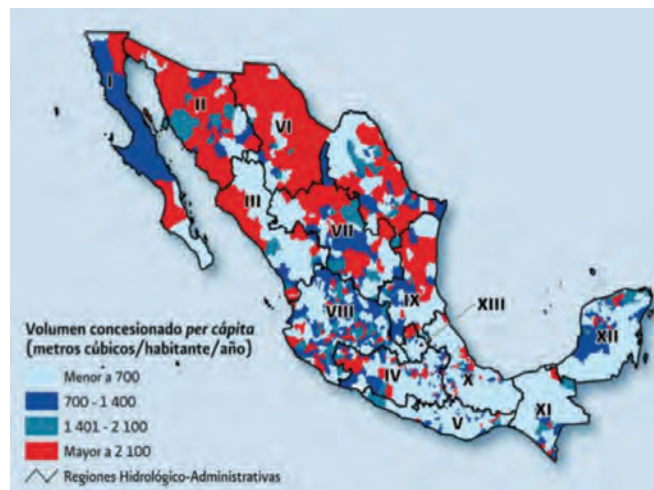 I
II
VI
III
VII
IX
XIII
VIII
XII
IV
X
V
XI
Volumen concesionado per cápita
(metros cúbicos/habitante/año)
Menor a 700
700 - 1 400
1 401 - 2 100
Mayor a 2 100
Regiones Hidrológico-Administrativas